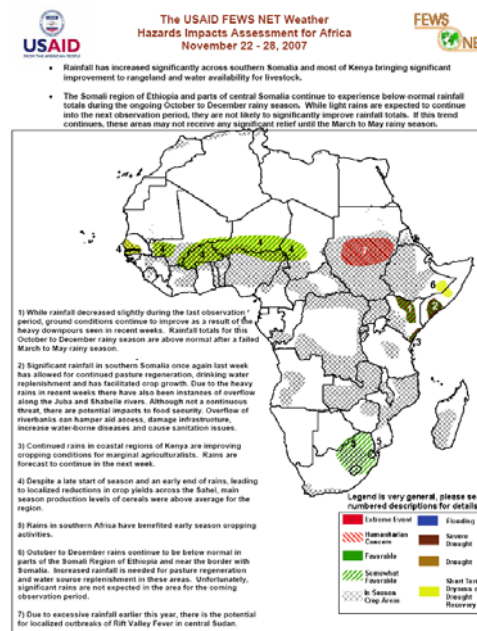 The USAID FEWS NET Weather
Hazards Impacts Assessment for Africa
November 22 - 28, 2007
USAID
FROM THE AMERICAN PEOPLE
FEWS
NE
• Rainfall has increased significantly across southern Somalia and most of Kenya bringing significant
improvement to rangeland and water availability for livestock.
• The Somali region of Ethiopia and parts of central Somalia continue to experience below-normal rainfall
totals during the ongoing October to December rainy season. While light rains are expected to continue
into the next observation period, they are not likely to significantly improve rainfall totals. If this trend
continues, these areas may not receive any significant relief until the March to May rainy season.
1) While rainfall decreased slightly during the last observation
period, ground conditions continue to improve as a result of the
heavy downpours seen in recent weeks. Rainfall totals for this
October to December rainy season are above normal after a failed
March to May rainy season.
2) Significant rainfall in southern Somalia once again last week
has allowed for continued pasture regeneration, drinking water
replenishment and has facilitated crop growth. Due to the heavy
rains in recent weeks there have also been instances of overflow
along the Juba and Shabelle rivers. Although not a continuous
threat, there are potential impacts to food security. Overflow of
riverbanks can hamper aid access, damage infrastructure,
increase water-borne diseases and cause sanitation issues.
3) Continued rains in coastal regions of Kenya are improving
cropping conditions for marginal agriculturalists. Rains are
forecast to continue in the next week.
4) Despite a late start of season and an early end of rains, leading
to localized reductions in crop yields across the Sahel, main
season production levels of cereals were above average for the
region.
5) Rains in southern Africa have benefited early season cropping
activities.
6) October to December rains continue to be below normal in
parts of the Somali Region of Ethiopia and near the border with
Somalia. Increased rainfall is needed for pasture regeneration
and water source replenishment in these areas. Unfortunately,
significant rains are not expected in the area for the coming
observation period.
7) Due to excessive rainfall earlier this year, there is the potential
for localized outbreaks of Rift Valley Fever in central Sudan.
4
4
4
4
4
7
6
1
2
3
5
Legend is very general, please se
numbered descriptions for details
Extreme Event
Humanitarian
Concern
Favorable
Somewhat
Favorable
In Season
Crop Areas
Flooding
Severe
Drought
Drought
Short Term
Dryness o
Drought
Recovery